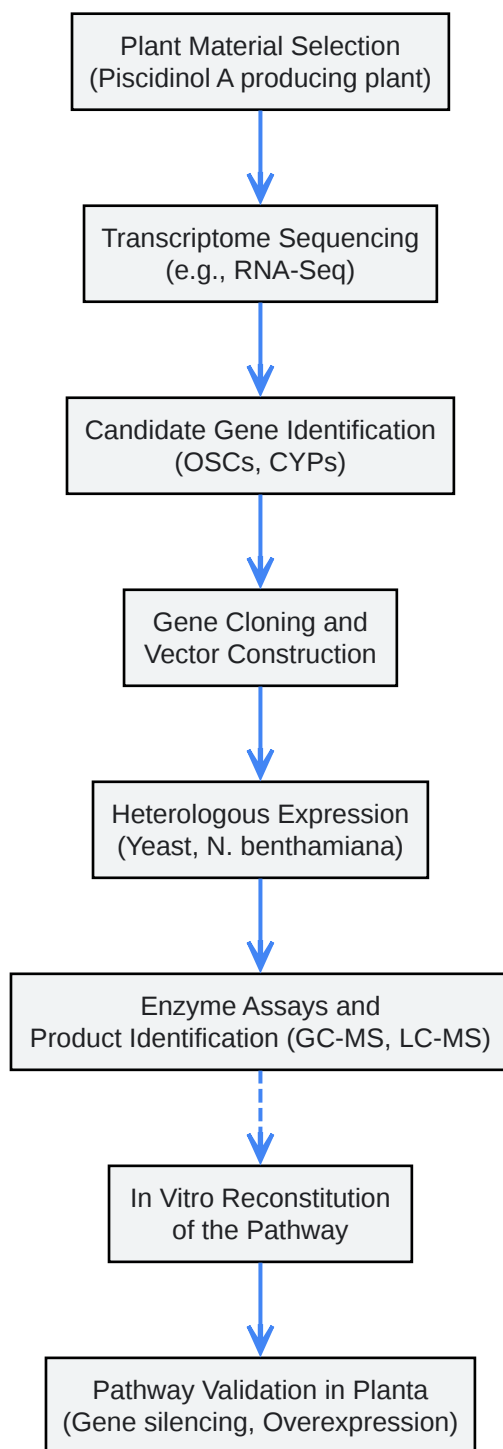 Plant Material Selection
(Piscidinol A producing plant)
Transcriptome Sequencing
(e.g., RNA-Seq)
Candidate Gene Identification
(OSCs, CYPs)
Gene Cloning and
Vector Construction
Heterologous Expression
(Yeast, N. benthamiana)
Enzyme Assays and
Product Identification (GC-MS, LC-MS)
In Vitro Reconstitution
of the Pathway
Pathway Validation in Planta
(Gene silencing, Overexpression)